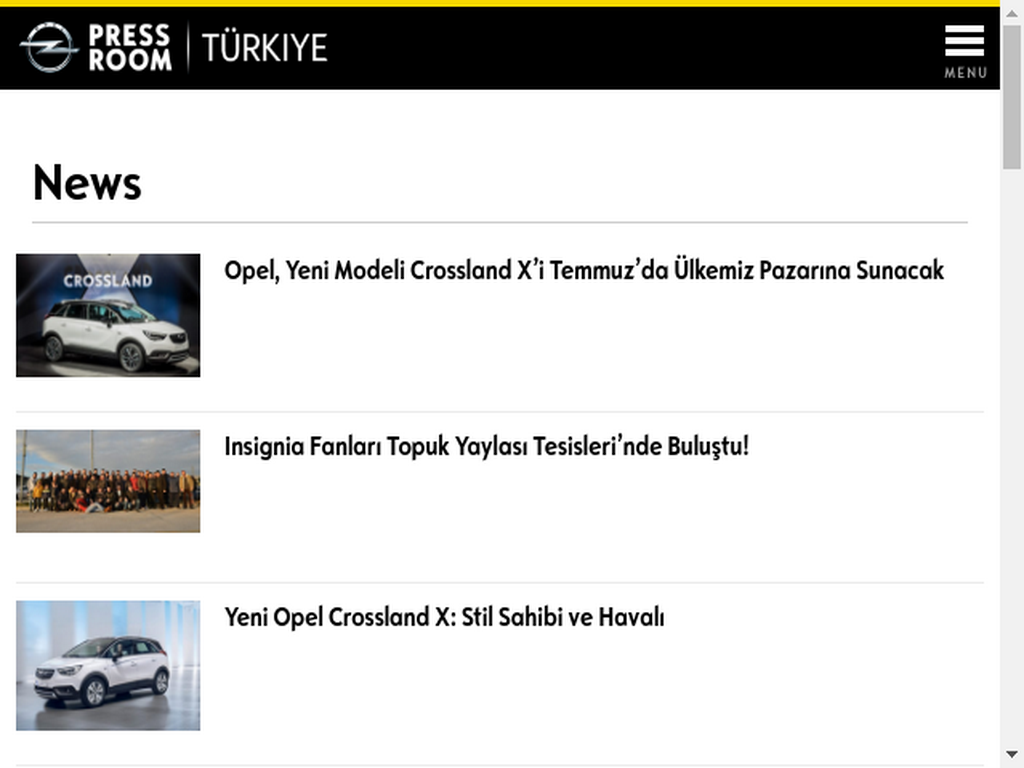 PRESS
ROOM
TÜRKIYE
MENU
News
CROSSLAND
Opel, Yeni Modeli Crossland X’i Temmuz’da Ülkemiz Pazarına Sunacak
Insignia Fanları Topuk Yaylası Tesisleri’nde Buluştu!
Yeni Opel Crossland X: Stil Sahibi ve Havalı